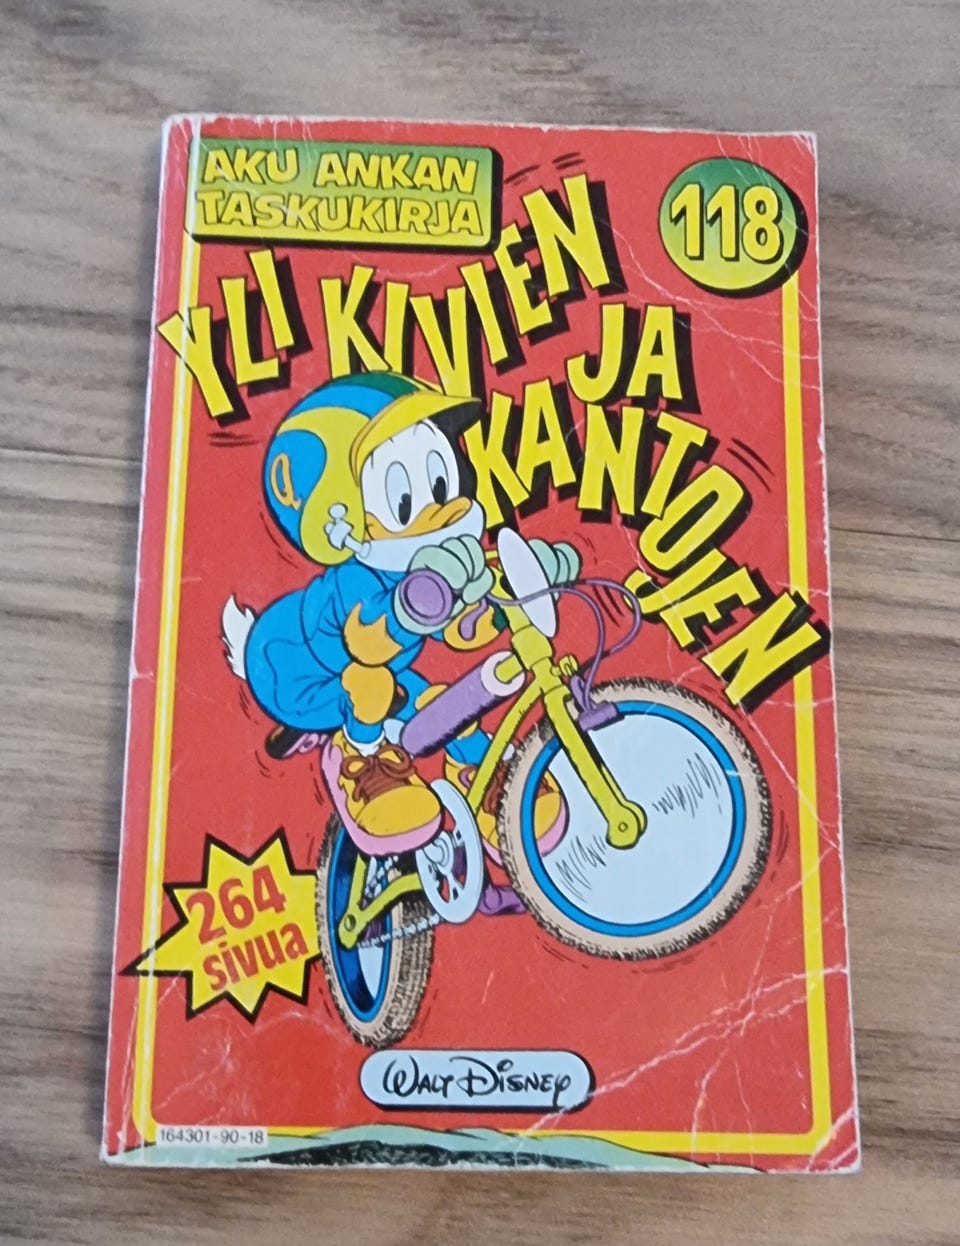 AKU ANKAN
TASKUKIRJA
118
YLI KIVIEN
JA
KANTOJEN
Q
264
sivua
WALT DISNEY
164301-90-18